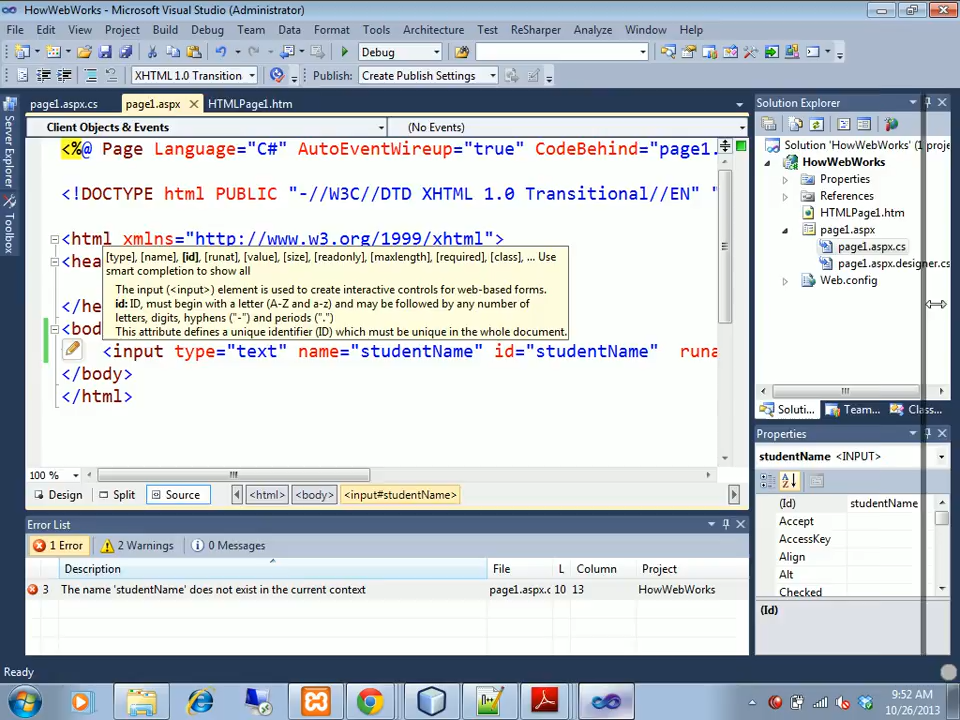 HowWebWorks - Microsoft Visual Studio (Administrator)
File Edit View Project Build Debug Team Data Format Table Tools Architecture Test ReSharper Analyze Window Help
Debug
XHTML 1.0 Transition Publish: Create Publish Settings
page1.aspx.cs page1.aspx HTMLPage1.htm
Client Objects & Events (No Events)
<%@ Page Language="C#" AutoEventWireup="true" CodeBehind="page1.
<!DOCTYPE html PUBLIC "-//W3C//DTD XHTML 1.0 Transitional//EN" "
<html xmlns="http://www.w3.org/1999/xhtml">
<hea
[type], [name], [id], [runat], [value], [size], [readonly], [maxlength], [required], [class], ... Use
smart completion to show all
The input (<input>) element is used to create interactive controls for web-based forms.
id: ID, must begin with a letter (A-Z and a-z) and may be followed by any number of
letters, digits, hyphens ("-") and periods (".")
This attribute defines a unique identifier (ID) which must be unique in the whole document.
</he
<bod
<input type="text" name="studentName" id="studentName" runa
</body>
</html>
100 %
Design Split Source <html> <body> <input#studentName>
Error List
1 Error 2 Warnings 0 Messages
Description File L Column Project
3 The name 'studentName' does not exist in the current context page1.aspx.c 10 13 HowWebWorks
Server Explorer
Toolbox
Solution Explorer
Solution 'HowWebWorks' (1 proje
HowWebWorks
Properties
References
HTMLPage1.htm
page1.aspx
page1.aspx.cs
page1.aspx.designer.cs
Web.config
Soluti... Team... Class...
Properties
studentName <INPUT>
(Id) studentName
Accept
AccessKey
Align
Alt
Checked
(Id)
Ready
9:52 AM
10/26/2013